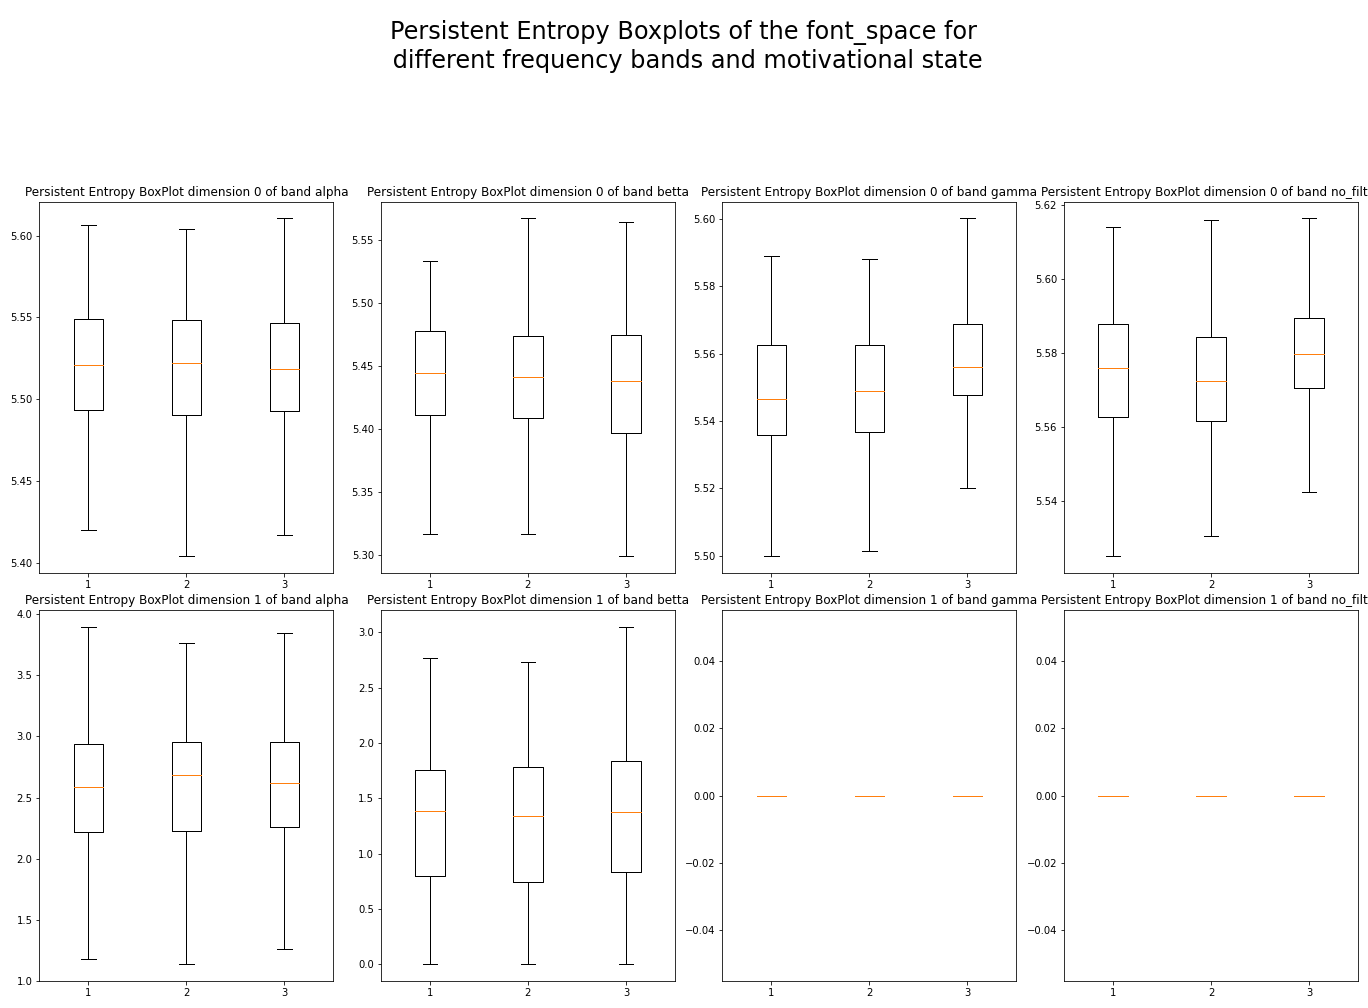 Persistent Entropy Boxplots of the font_space for
different frequency bands and motivational state
Persistent Entropy BoxPlot dimension 0 of band alpha
5.60
5.55
5.50
5.45
5.40
1 2 3
Persistent Entropy BoxPlot dimension 0 of band betta
5.55
5.50
5.45
5.40
5.35
5.30
1 2 3
Persistent Entropy BoxPlot dimension 0 of band gamma
5.60
5.58
5.56
5.54
5.52
5.50
1 2 3
Persistent Entropy BoxPlot dimension 0 of band no_filt
5.62
5.60
5.58
5.56
5.54
1 2 3
Persistent Entropy BoxPlot dimension 1 of band alpha
4.0
3.5
3.0
2.5
2.0
1.5
1.0
1 2 3
Persistent Entropy BoxPlot dimension 1 of band betta
3.0
2.5
2.0
1.5
1.0
0.5
0.0
1 2 3
Persistent Entropy BoxPlot dimension 1 of band gamma
0.04
0.02
0.00
−0.02
−0.04
1 2 3
Persistent Entropy BoxPlot dimension 1 of band no_filt
0.04
0.02
0.00
−0.02
−0.04
1 2 3